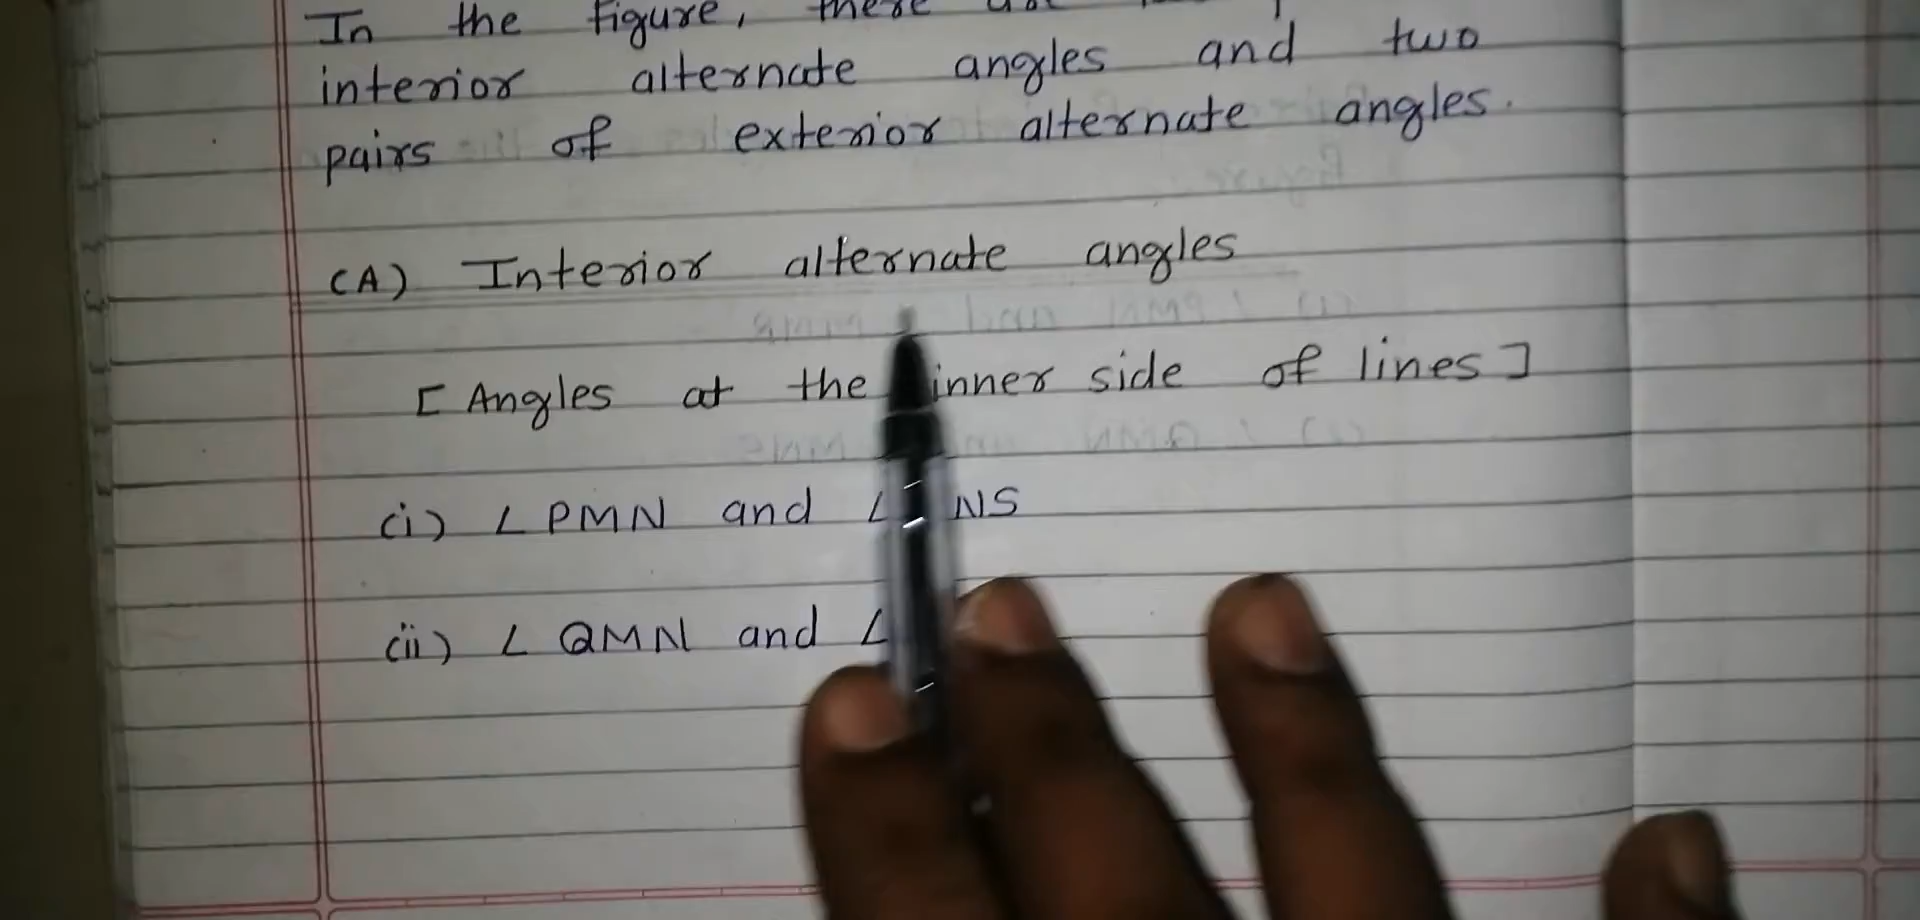 In the figure, there
interior alternate angles and two
pairs of exterior alternate angles.
(A) Interior alternate angles
[ Angles at the inner side of lines ]
(i) ∠ PMN and ∠ NS
(ii) ∠ QMN and ∠